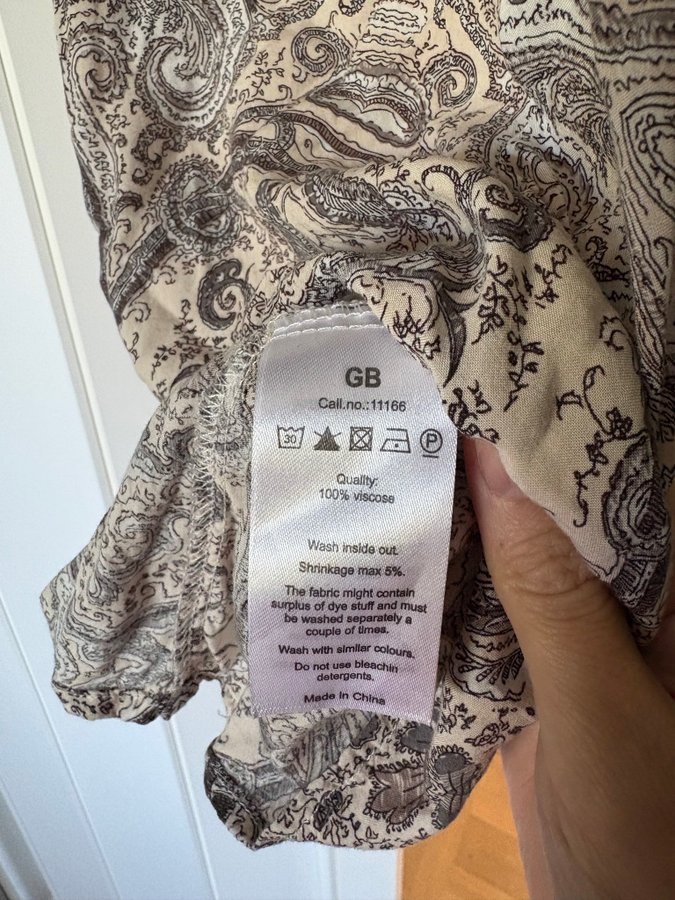 GB
Call.no.:11166
30 P
Quality:
100% viscose
Wash inside out.
Shrinkage max 5%.
The fabric might contain
surplus of dye stuff and must
be washed separately a
couple of times.
Wash with similar colours.
Do not use bleachin
detergents.
Made in China